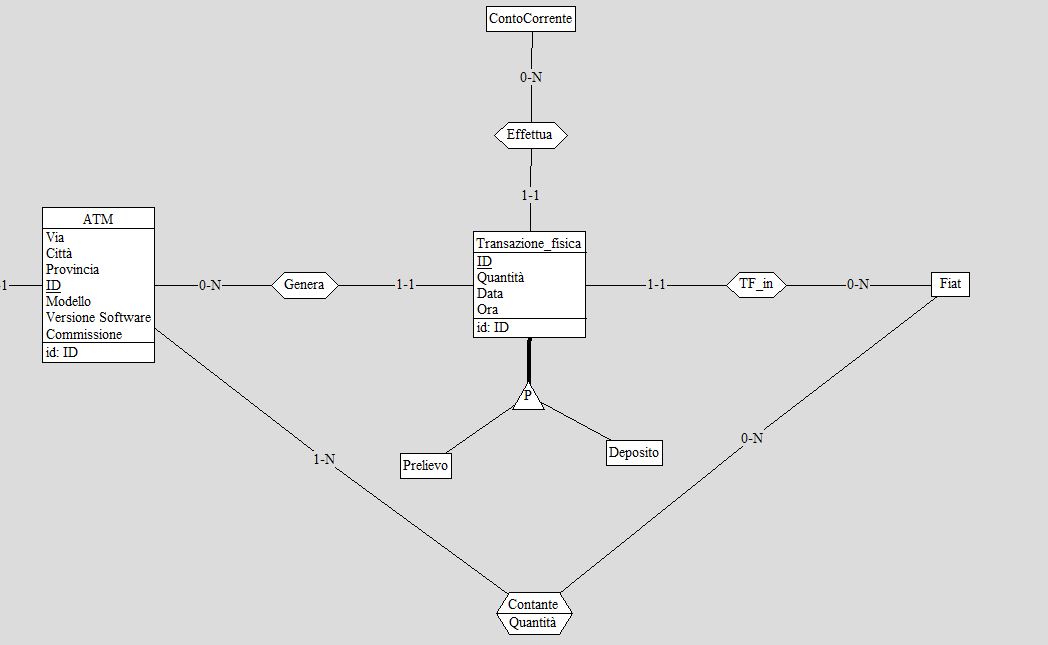 ContoCorrente
0-N
Effettua
1-1
ATM
Via
Città
Provincia
ID
Modello
Versione Software
Commissione
id: ID
1
0-N
Genera
1-1
Transazione_fisica
ID
Quantità
Data
Ora
id: ID
1-1
TF_in
0-N
Fiat
P
Prelievo
Deposito
1-N
0-N
Contante
Quantità